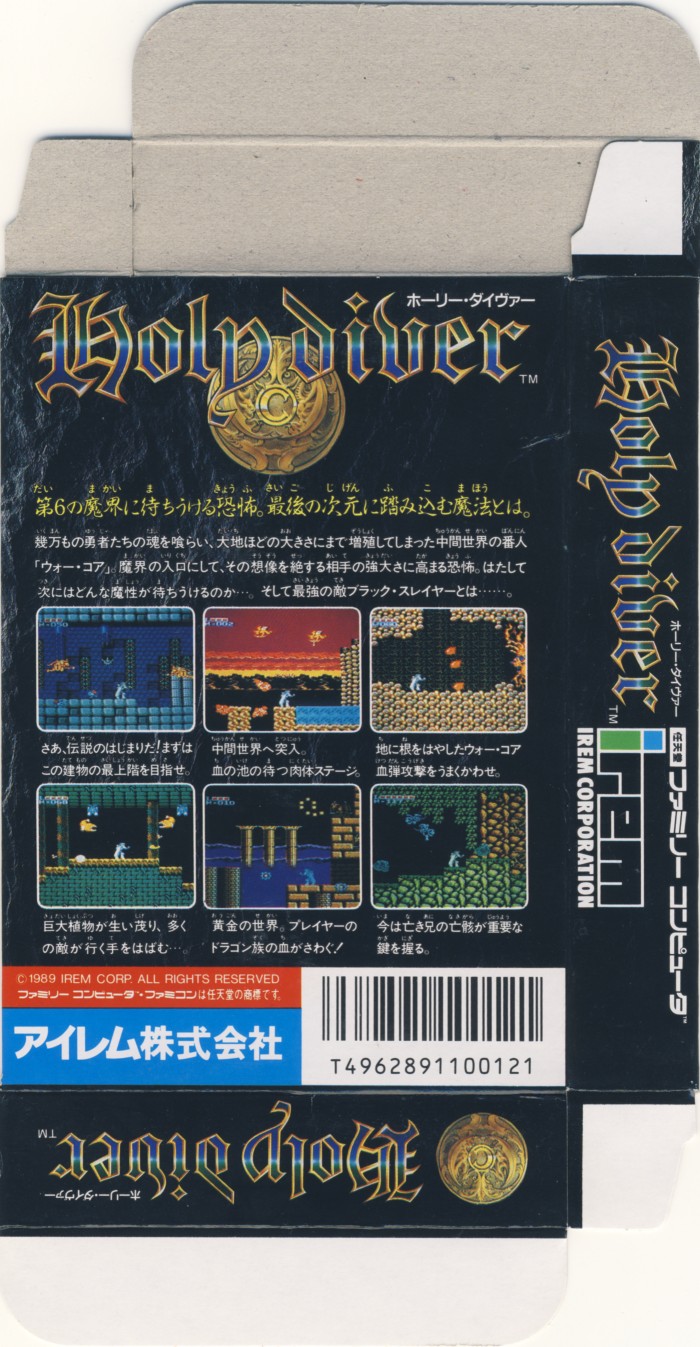 ホーリー・ダイヴァー
Holy diver
TM
第6の魔界に待ちうける恐怖。最後の次元に踏み込む魔法とは。
幾万もの勇者たちの魂を喰らい、大地ほどの大きさにまで増殖してしまった中間世界の番人
「ウォー・コア」。魔界の入口にして、その想像を絶する相手の強大さに高まる恐怖。はたして
次にはどんな魔性が待ちうけるのか…。そして最強の敵ブラック・スレイヤーとは……。
さあ、伝説のはじまりだ!まずは
この建物の最上階を目指せ。
中間世界へ突入。
血の池の待つ肉体ステージ。
地に根をはやしたウォー・コア
血弾攻撃をうまくかわせ。
巨大植物が生い茂り、多く
の敵が行く手をはばむ…。
黄金の世界。プレイヤーの
ドラゴン族の血がさわぐ!
今は亡き兄の亡骸が重要な
鍵を握る。
©1989 IREM CORP. ALL RIGHTS RESERVED
ファミリーコンピュータ™・ファミコンは任天堂の商標です。
アイレム株式会社
T4962891100121
Holy diver
TM
ホーリー・ダイヴァー
Holy diver
TM
ホーリー・ダイヴァー
irem
IREM CORPORATION
任天堂
ファミリー コンピュータ™